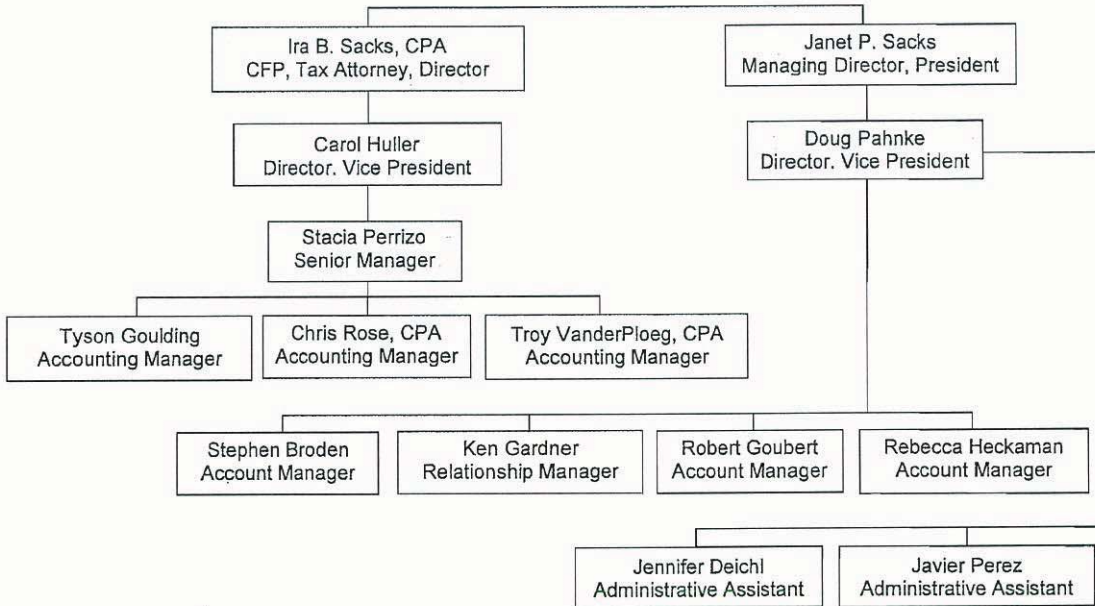 Ira B. Sacks, CPA
CFP, Tax Attorney, Director
Janet P. Sacks
Managing Director, President
Carol Huller
Director. Vice President
Doug Pahnke
Director. Vice President
Stacia Perrizo
Senior Manager
Tyson Goulding
Accounting Manager
Chris Rose, CPA
Accounting Manager
Troy VanderPloeg, CPA
Accounting Manager
Stephen Broden
Account Manager
Ken Gardner
Relationship Manager
Robert Goubert
Account Manager
Rebecca Heckaman
Account Manager
Jennifer Deichl
Administrative Assistant
Javier Perez
Administrative Assistant